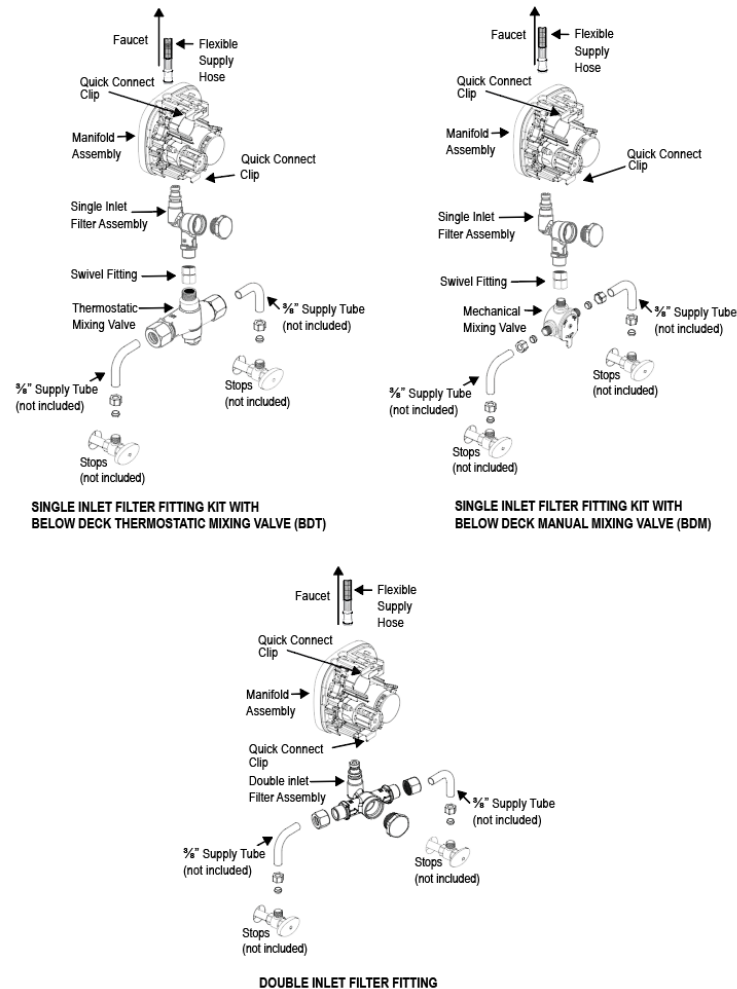 Faucet
Flexible
Supply
Hose
Quick Connect
Clip
Manifold
Assembly
Quick Connect
Clip
Single Inlet
Filter Assembly
Swivel Fitting
Thermostatic
Mixing Valve
⅜" Supply Tube
(not included)
⅜" Supply Tube
(not included)
Stops
(not included)
Stops
(not included)
SINGLE INLET FILTER FITTING KIT WITH
BELOW DECK THERMOSTATIC MIXING VALVE (BDT)
Faucet
Flexible
Supply
Hose
Quick Connect
Clip
Manifold
Assembly
Quick Connect
Clip
Single Inlet
Filter Assembly
Swivel Fitting
Mechanical
Mixing Valve
⅜" Supply Tube
(not included)
⅜" Supply Tube
(not included)
Stops
(not included)
Stops
(not included)
SINGLE INLET FILTER FITTING KIT WITH
BELOW DECK MANUAL MIXING VALVE (BDM)
Faucet
Flexible
Supply
Hose
Quick Connect
Clip
Manifold
Assembly
Quick Connect
Clip
Double inlet
Filter Assembly
⅜" Supply Tube
(not included)
⅜" Supply Tube
(not included)
Stops
(not included)
Stops
(not included)
DOUBLE INLET FILTER FITTING